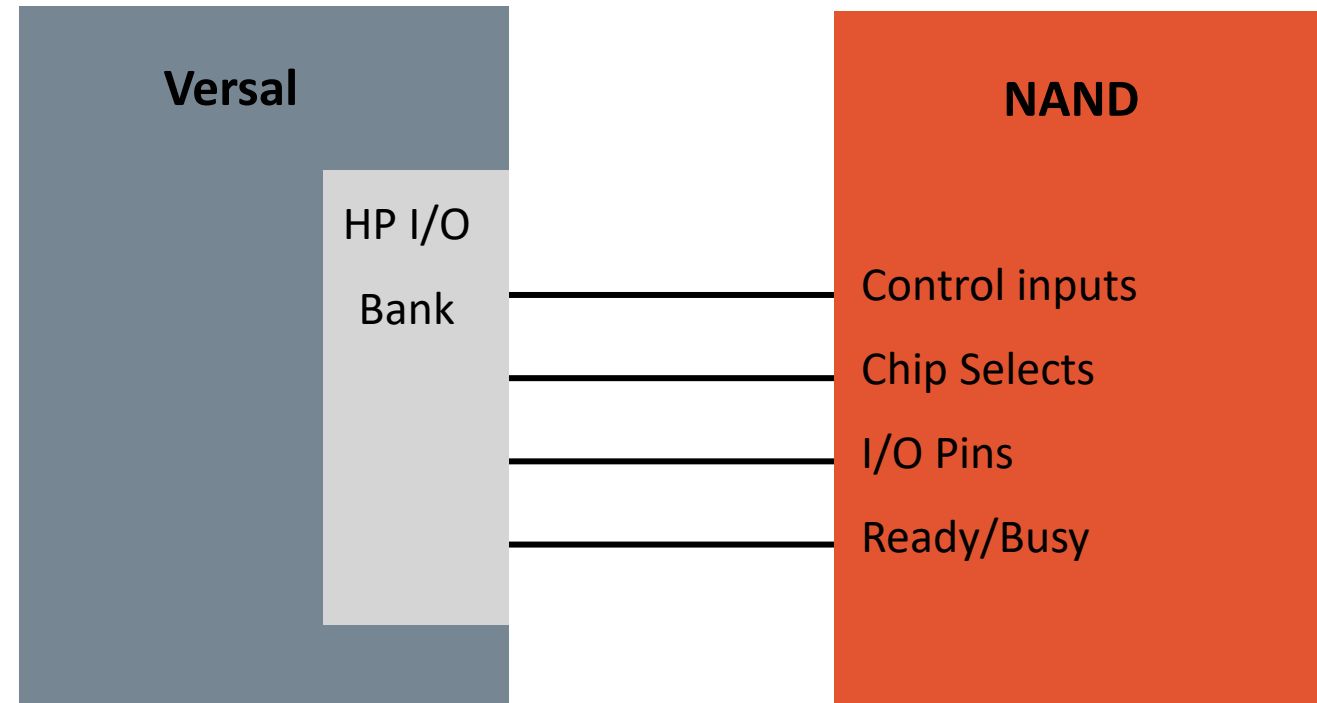 Versal
HP I/O
Bank
NAND
Control inputs
Chip Selects
I/O Pins
Ready/Busy